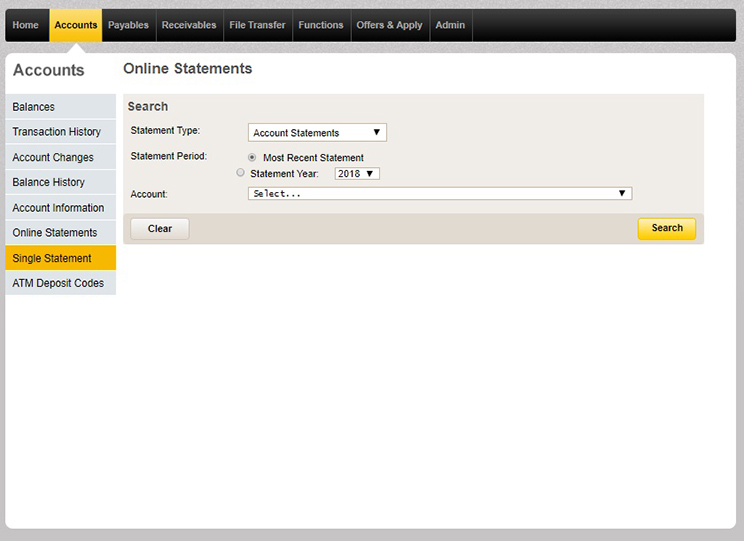 Home Accounts Payables Receivables File Transfer Functions Offers & Apply Admin
Accounts
Balances
Transaction History
Account Changes
Balance History
Account Information
Online Statements
Single Statement
ATM Deposit Codes
Online Statements
Search
Statement Type: Account Statements ▼
Statement Period: Most Recent Statement
Statement Year: 2018 ▼
Account: Select... ▼
Clear Search